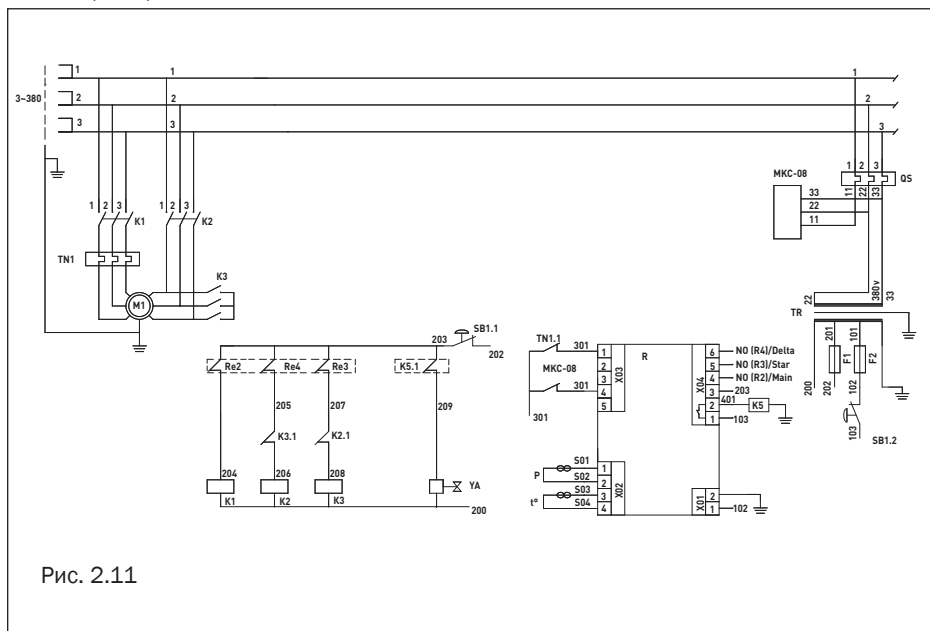 1
1
1
3~380
2
2
2
3
3
3
1 2 3
QS
MKC-08
33
11
22
33
22
11
1 2 3
K1
1 2 3
K2
TN1
K3
M1
22
380v
33
TR
203
SB1.1
202
Re2
Re4
Re3
K5.1
205
207
209
K3.1
K2.1
204
206
208
YA
K1
K2
K3
200
TN1.1
301
MKC-08
301
301
1
2
3
4
5
X03
R
X04
6
NO (R4)/Delta
5
NO (R3)/Star
4
NO (R2)/Main
3
203
401
2
K5
1
103
P
S01
S02
1
2
t°
S03
S04
3
4
X02
X01
2
1
102
201
101
F1
F2
200
202
102
103
SB1.2
Рис. 2.11